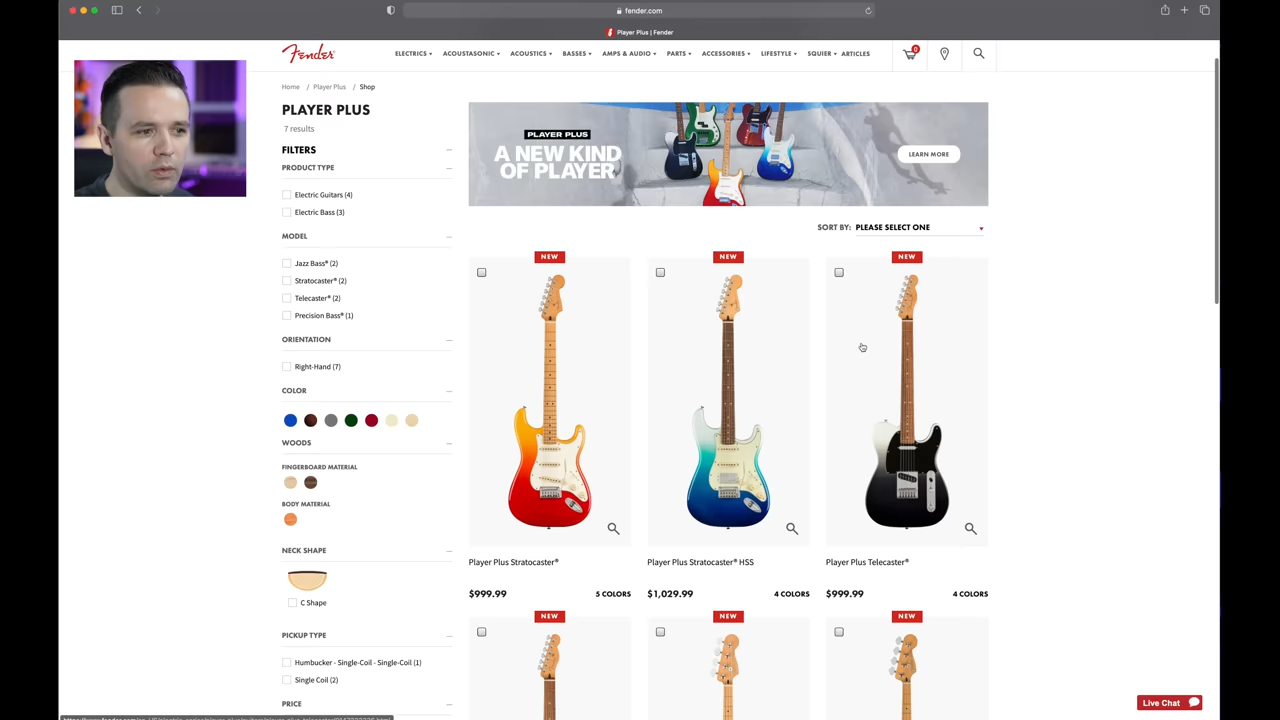 fender.com
Player Plus | Fender
Fender
ELECTRICS
ACOUSTASONIC
ACOUSTICS
BASSES
AMPS & AUDIO
PARTS
ACCESSORIES
LIFESTYLE
SQUIER
ARTICLES
0
Home / Player Plus / Shop
PLAYER PLUS
7 results
FILTERS
PRODUCT TYPE
Electric Guitars (4)
Electric Bass (3)
MODEL
Jazz Bass® (2)
Stratocaster® (2)
Telecaster® (2)
Precision Bass® (1)
ORIENTATION
Right-Hand (7)
COLOR
WOODS
FINGERBOARD MATERIAL
BODY MATERIAL
NECK SHAPE
C Shape
PICKUP TYPE
Humbucker - Single-Coil - Single-Coil (1)
Single Coil (2)
PRICE
PLAYER PLUS
A NEW KIND
OF PLAYER
LEARN MORE
SORT BY: PLEASE SELECT ONE
NEW
NEW
NEW
Player Plus Stratocaster®
$999.99 5 COLORS
Player Plus Stratocaster® HSS
$1,029.99 4 COLORS
Player Plus Telecaster®
$999.99 4 COLORS
NEW
NEW
NEW
Live Chat